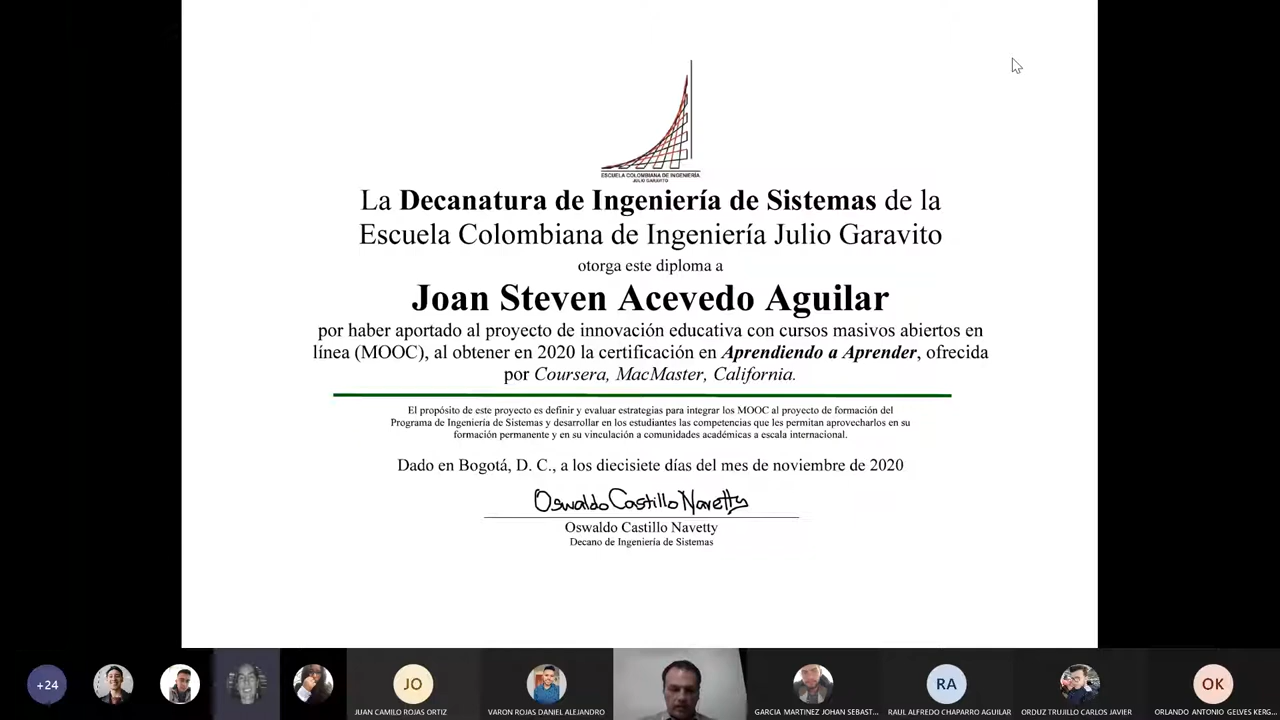 ESCUELA COLOMBIANA DE INGENIERÍA
JULIO GARAVITO
La Decanatura de Ingeniería de Sistemas de la
Escuela Colombiana de Ingeniería Julio Garavito
otorga este diploma a
Joan Steven Acevedo Aguilar
por haber aportado al proyecto de innovación educativa con cursos masivos abiertos en
línea (MOOC), al obtener en 2020 la certificación en Aprendiendo a Aprender, ofrecida
por Coursera, MacMaster, California.
El propósito de este proyecto es definir y evaluar estrategias para integrar los MOOC al proyecto de formación del
Programa de Ingeniería de Sistemas y desarrollar en los estudiantes las competencias que les permitan aprovecharlos en su
formación permanente y en su vinculación a comunidades académicas a escala internacional.
Dado en Bogotá, D. C., a los diecisiete días del mes de noviembre de 2020
Oswaldo Castillo Navetty
Oswaldo Castillo Navetty
Decano de Ingeniería de Sistemas
+24
JO
RA
OK
JUAN CAMILO ROJAS ORTIZ
VARON ROJAS DANIEL ALEJANDRO
GARCIA MARTINEZ JOHAN SEBAST...
RAUL ALFREDO CHAPARRO AGUILAR
ORDUZ TRUJILLO CARLOS JAVIER
ORLANDO ANTONIO GELVES KERG...